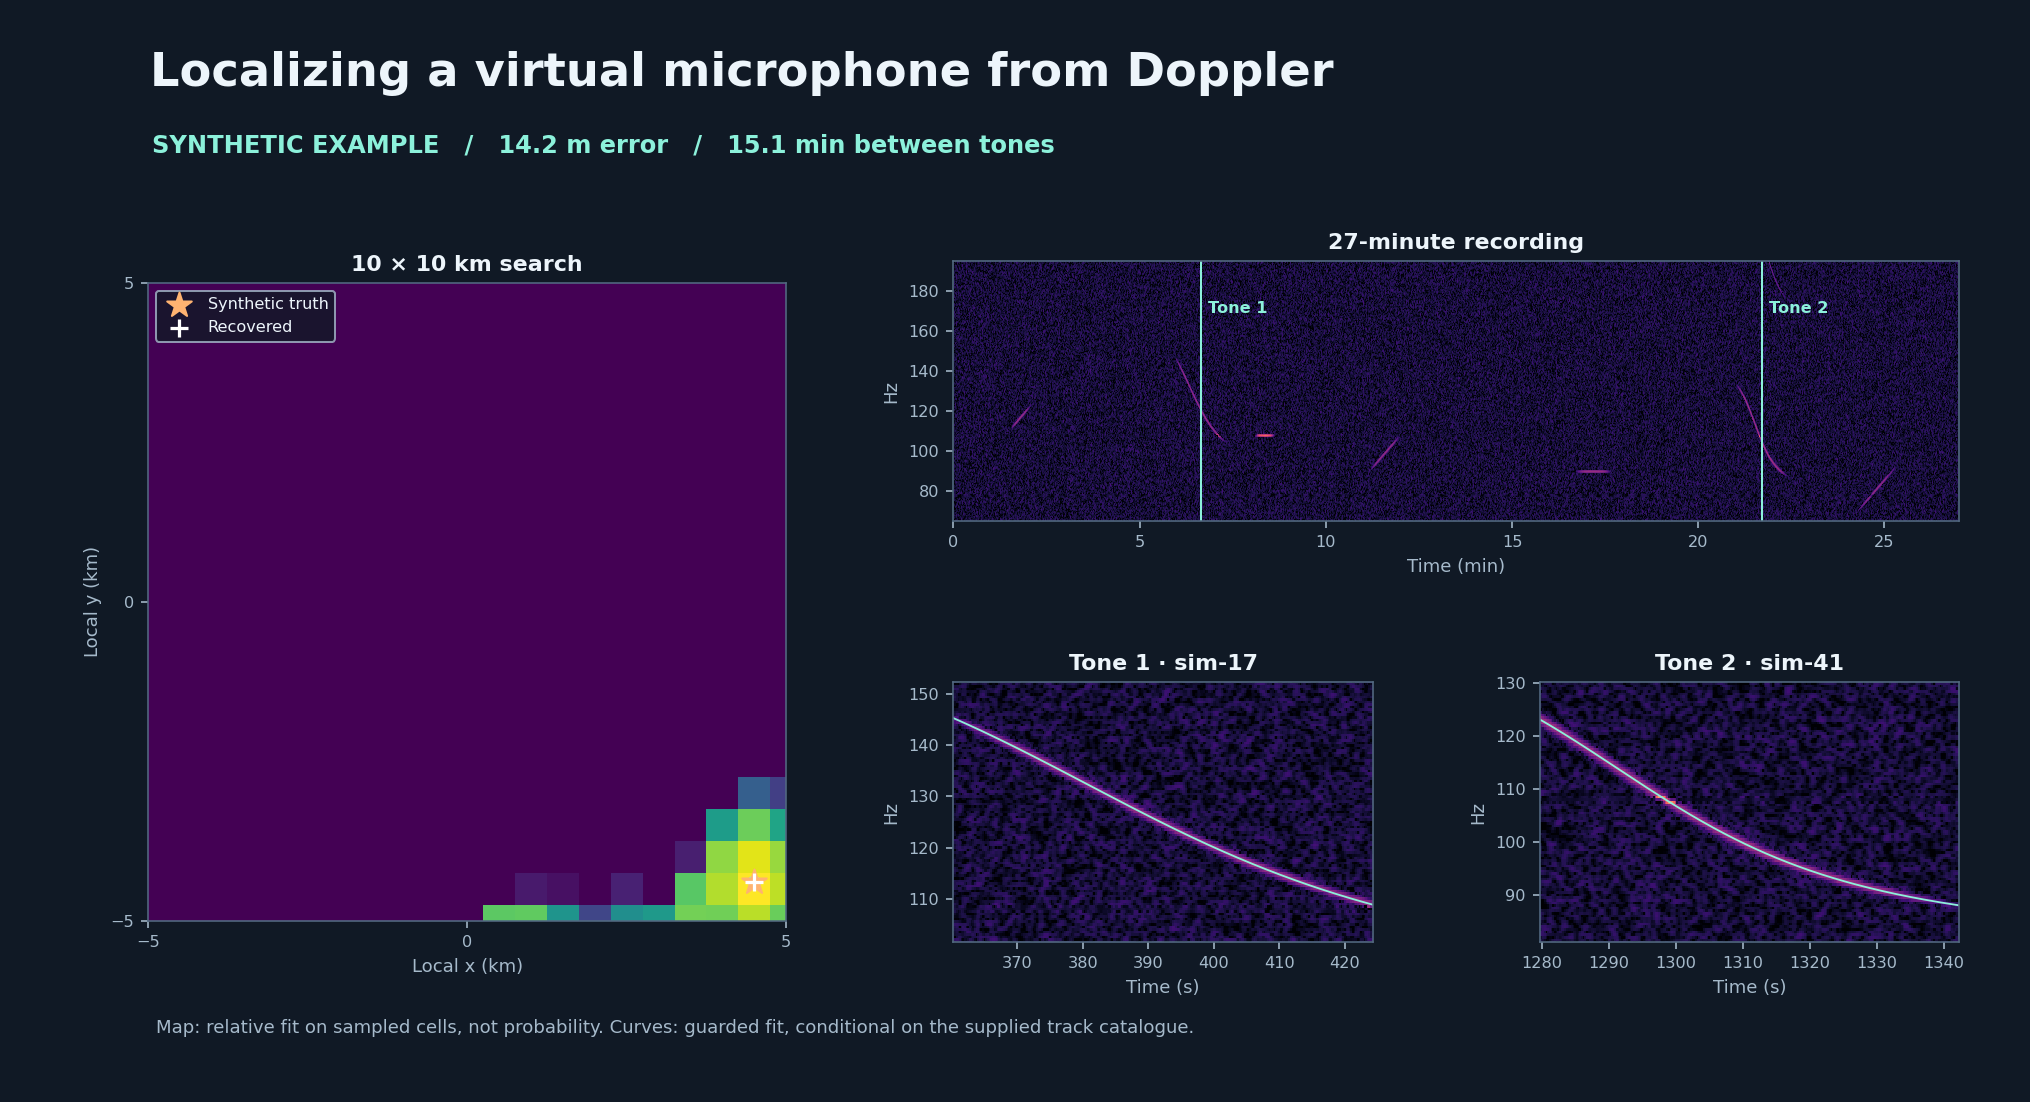 Localizing a virtual microphone from Doppler
SYNTHETIC EXAMPLE / 14.2 m error / 15.1 min between tones
10 × 10 km search
5
0
−5
Local y (km)
Synthetic truth
Recovered
−5 0 5
Local x (km)
27-minute recording
180
160
140
120
100
80
Hz
Tone 1
Tone 2
0 5 10 15 20 25
Time (min)
Tone 1 · sim-17
150
140
130
120
110
Hz
370 380 390 400 410 420
Time (s)
Tone 2 · sim-41
130
120
110
100
90
Hz
1280 1290 1300 1310 1320 1330 1340
Time (s)
Map: relative fit on sampled cells, not probability. Curves: guarded fit, conditional on the supplied track catalogue.